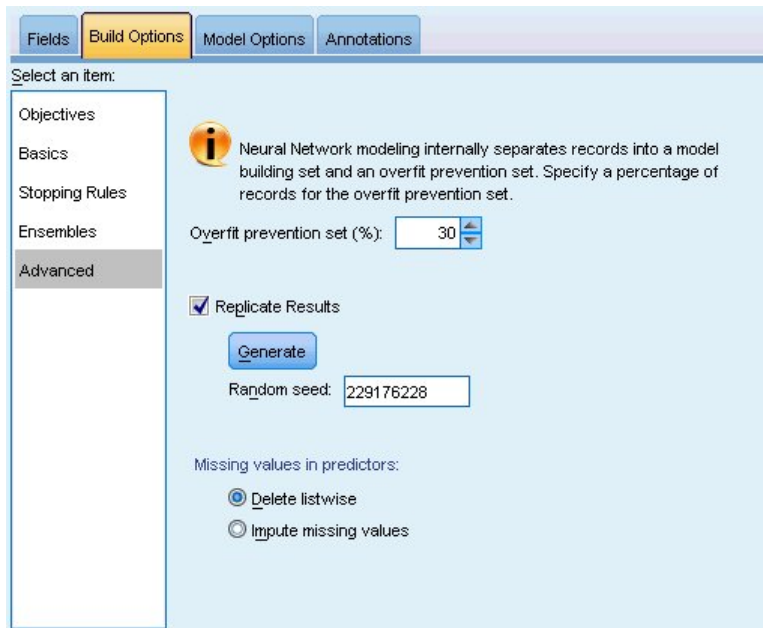 Fields Build Options Model Options Annotations
Select an item:
Objectives
Basics
Stopping Rules
Ensembles
Advanced
Neural Network modeling internally separates records into a model
building set and an overfit prevention set. Specify a percentage of
records for the overfit prevention set.
Overfit prevention set (%): 30
Replicate Results
Generate
Random seed: 229176228
Missing values in predictors:
Delete listwise
Impute missing values